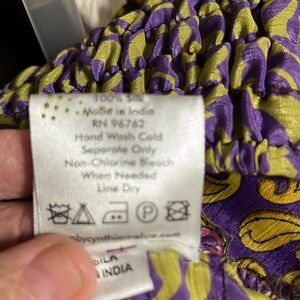 100% Silk
Made in India
RN 96762
Hand Wash Cold
Separate Only
Non-Chlorine Bleach
When Needed
Line Dry
P
SILK
INDIA